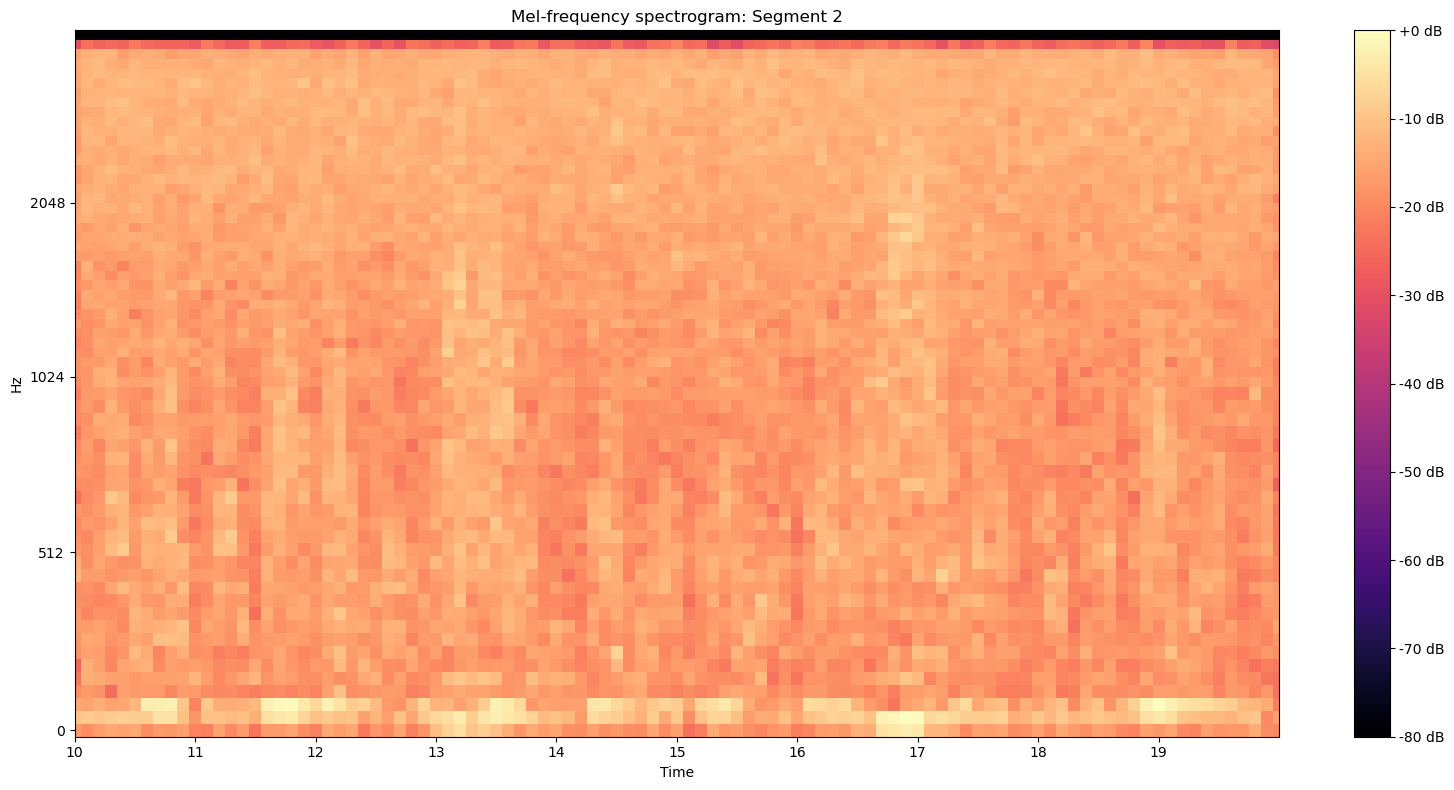 Mel-frequency spectrogram: Segment 2
Hz
2048
1024
512
0
10 11 12 13 14 15 16 17 18 19
Time
+0 dB
-10 dB
-20 dB
-30 dB
-40 dB
-50 dB
-60 dB
-70 dB
-80 dB